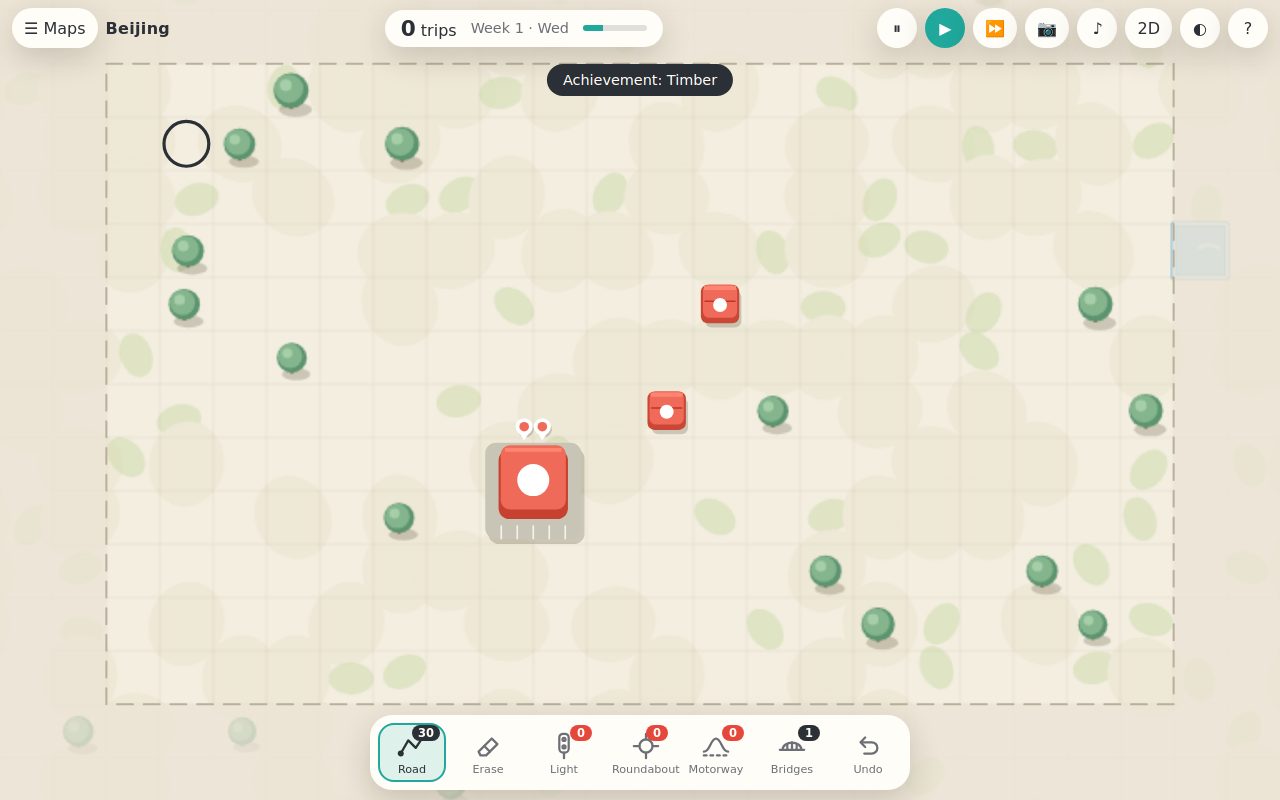 ☰ Maps
Beijing
0 trips
Week 1 · Wed
2D
?
Achievement: Timber
30
Road
Erase
0
Light
0
Roundabout
0
Motorway
1
Bridges
Undo